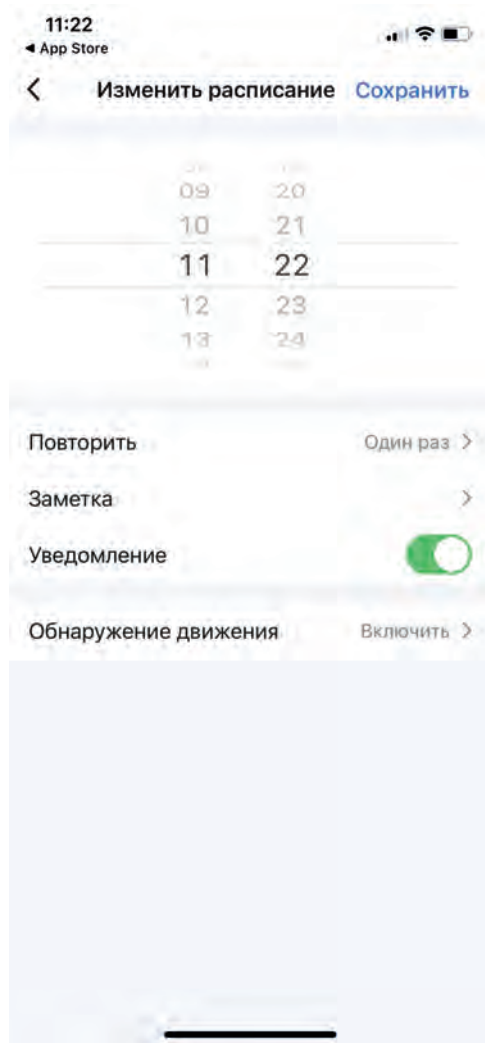 11:22
◀ App Store
Изменить расписание Сохранить
09 20
10 21
11 22
12 23
13 24
Повторить Один раз >
Заметка >
Уведомление
Обнаружение движения Включить >